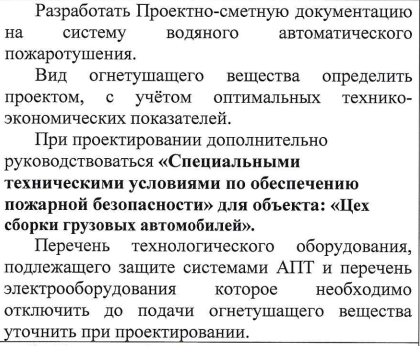 Разработать Проектно-сметную документацию
на систему водяного автоматического
пожаротушения.
Вид огнетушащего вещества определить
проектом, с учётом оптимальных технико-
экономических показателей.
При проектировании дополнительно
руководствоваться «Специальными
техническими условиями по обеспечению
пожарной безопасности» для объекта: «Цех
сборки грузовых автомобилей».
Перечень технологического оборудования,
подлежащего защите системами АПТ и перечень
электрооборудования которое необходимо
отключить до подачи огнетушащего вещества
уточнить при проектировании.